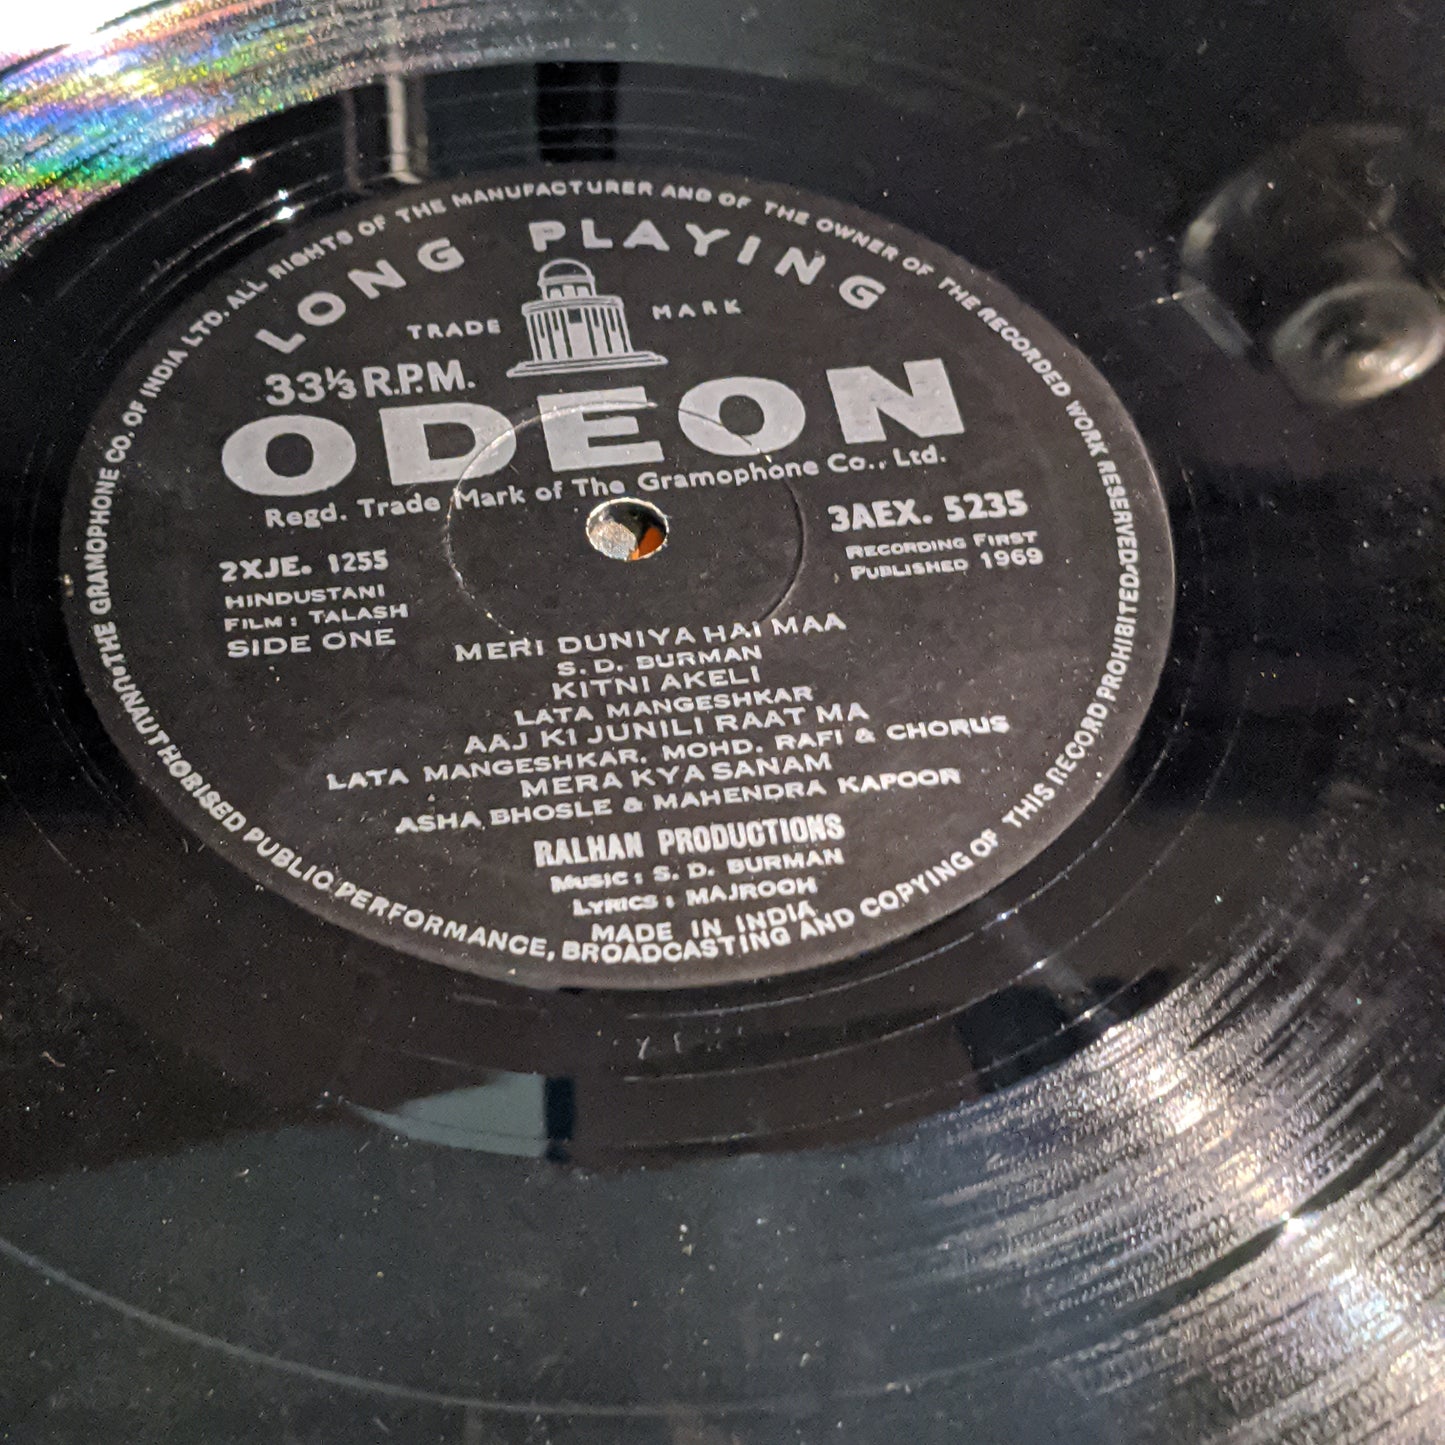 THE GRAMOPHONE CO. OF INDIA LTD. ALL RIGHTS OF THE MANUFACTURER AND OF THE OWNER OF THE RECORDED WORK RESERVED
UNAUTHORISED PUBLIC PERFORMANCE, BROADCASTING AND COPYING OF THIS RECORD PROHIBITED
LONG PLAYING
TRADE MARK
33⅓ R.P.M.
ODEON
Regd. Trade Mark of The Gramophone Co., Ltd.
3AEX. 5235
RECORDING FIRST
PUBLISHED 1969
2XJE. 1255
HINDUSTANI
FILM : TALASH
SIDE ONE
MERI DUNIYA HAI MAA
S. D. BURMAN
KITNI AKELI
LATA MANGESHKAR
AAJ KI JUNILI RAAT MA
LATA MANGESHKAR, MOHD. RAFI & CHORUS
MERA KYA SANAM
ASHA BHOSLE & MAHENDRA KAPOOR
RALHAN PRODUCTIONS
MUSIC : S. D. BURMAN
LYRICS : MAJROOH
MADE IN INDIA